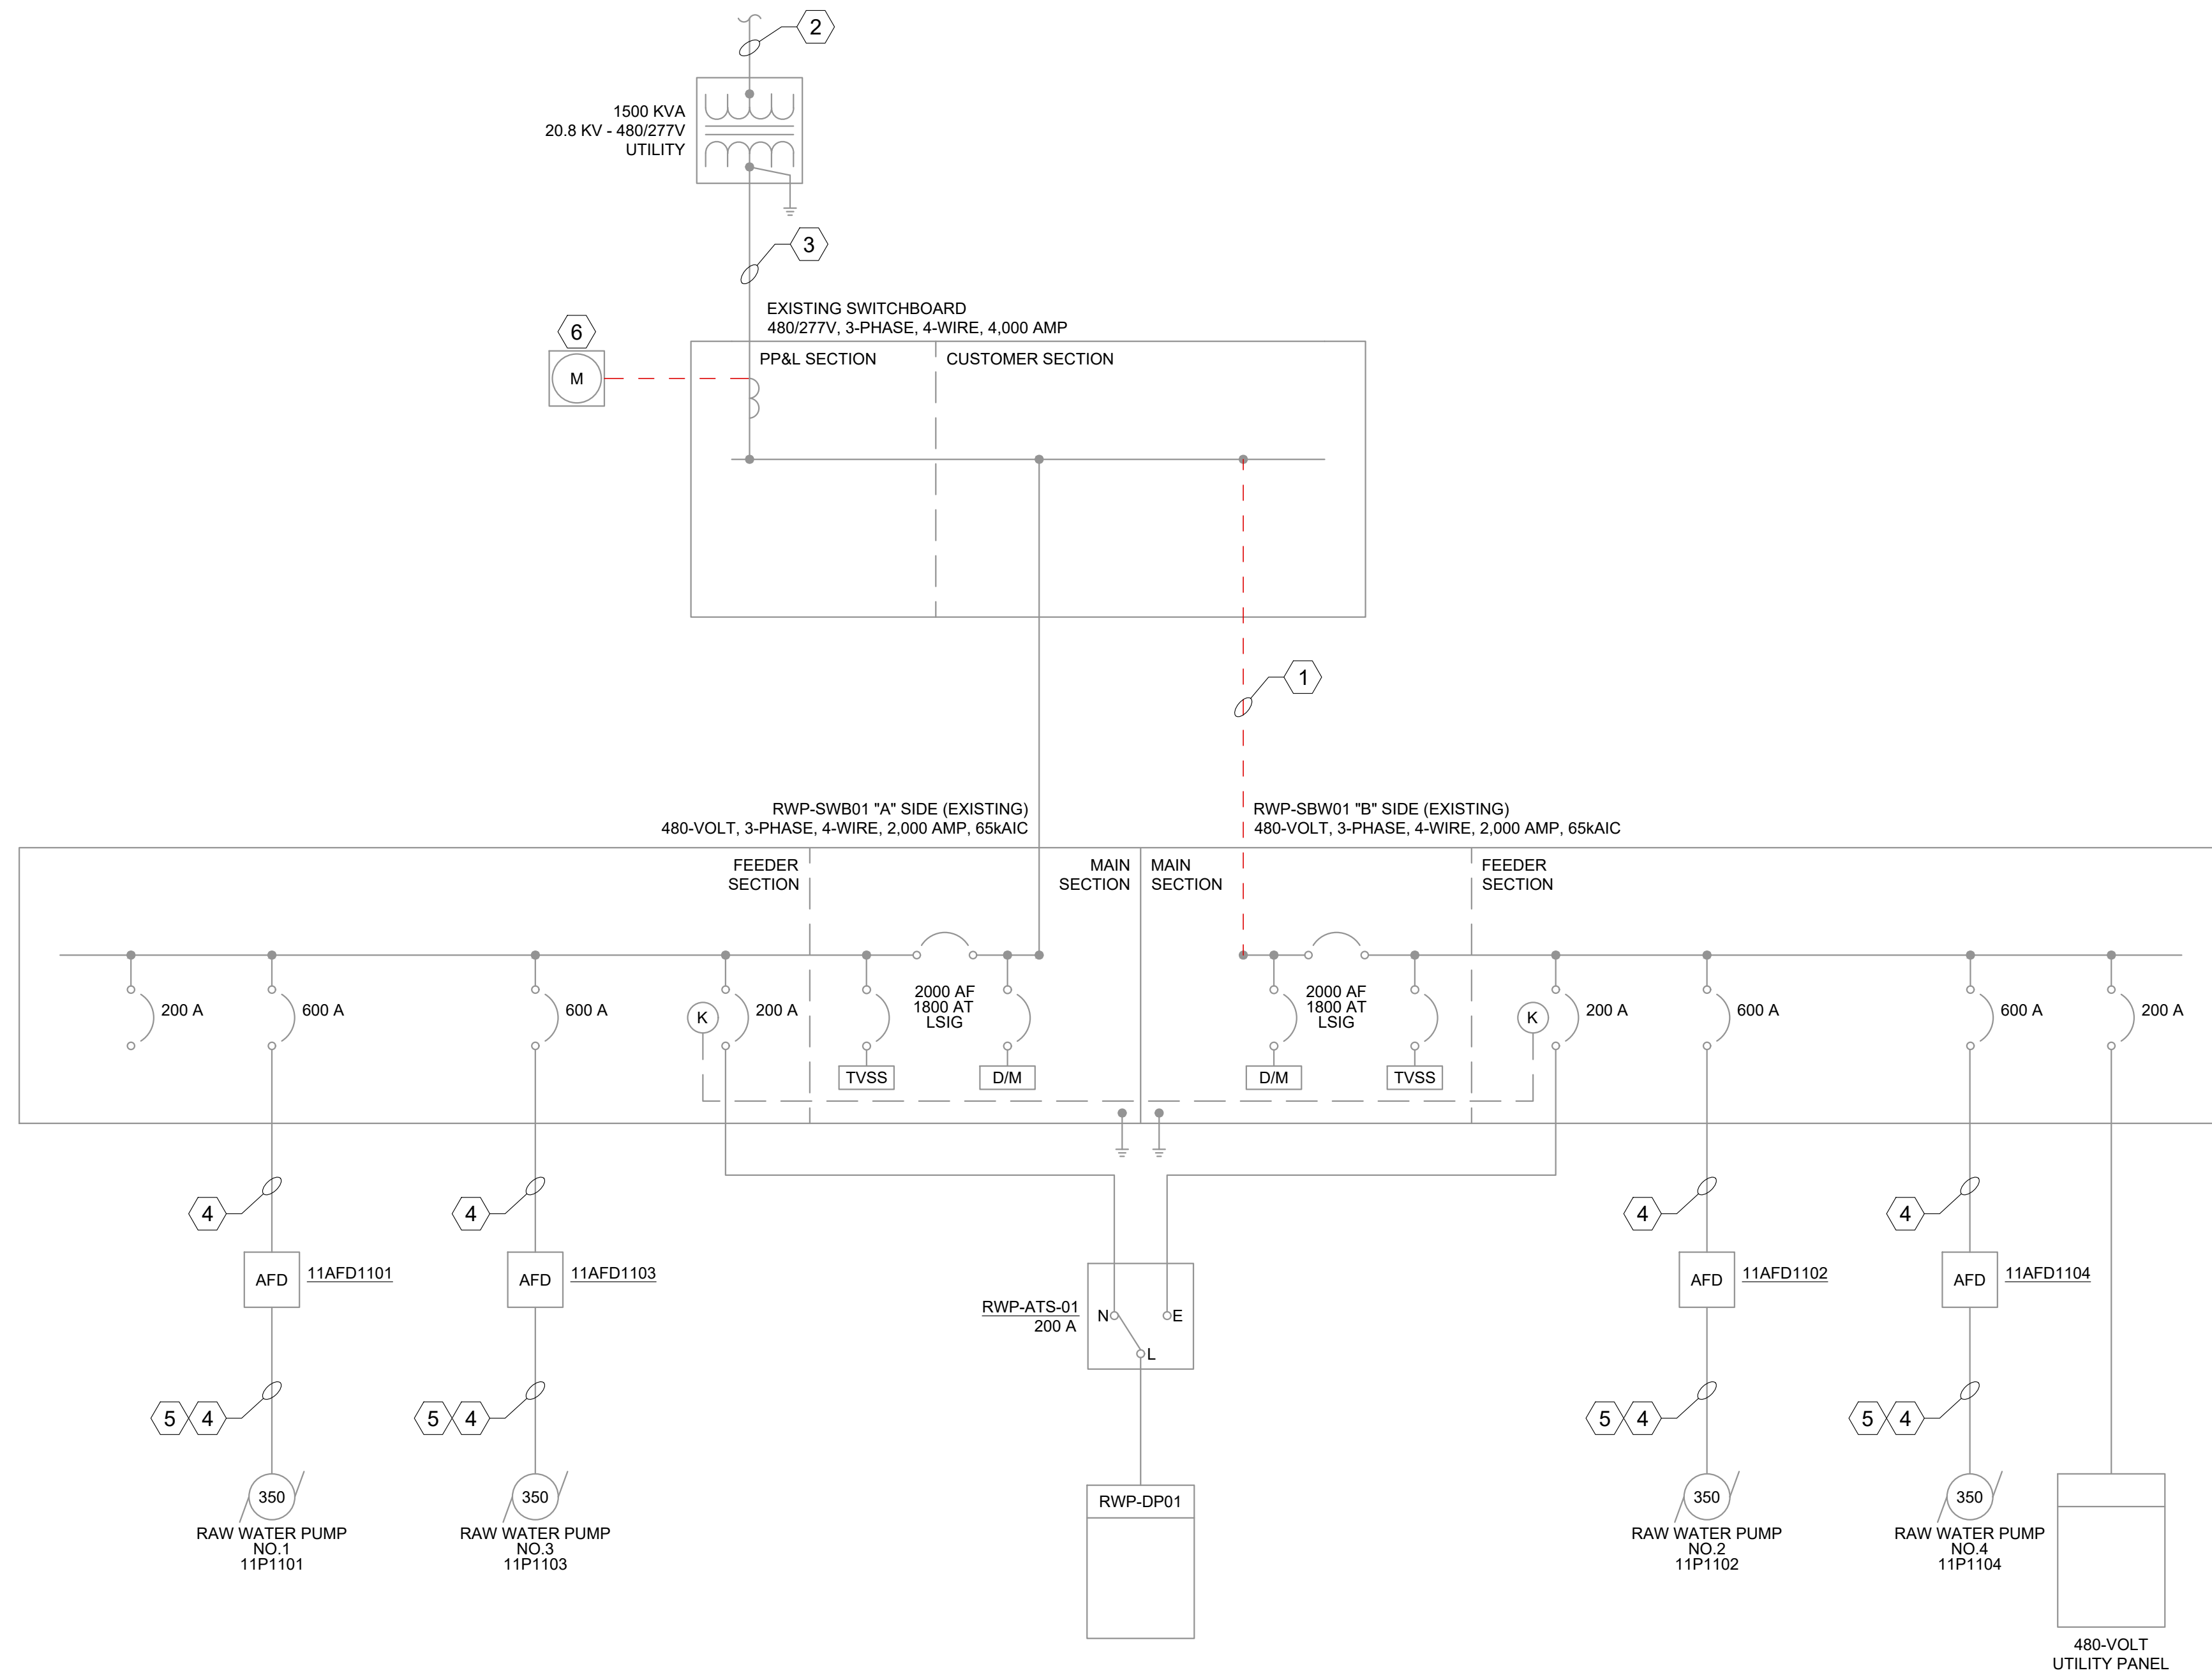 2
1500 KVA
20.8 KV - 480/277V
UTILITY
3
EXISTING SWITCHBOARD
480/277V, 3-PHASE, 4-WIRE, 4,000 AMP
6
M
PP&L SECTION
CUSTOMER SECTION
1
RWP-SWB01 "A" SIDE (EXISTING)
480-VOLT, 3-PHASE, 4-WIRE, 2,000 AMP, 65kAIC
RWP-SBW01 "B" SIDE (EXISTING)
480-VOLT, 3-PHASE, 4-WIRE, 2,000 AMP, 65kAIC
FEEDER
SECTION
MAIN
SECTION
MAIN
SECTION
FEEDER
SECTION
200 A
600 A
600 A
K
200 A
2000 AF
1800 AT
LSIG
TVSS
D/M
2000 AF
1800 AT
LSIG
D/M
TVSS
K
200 A
600 A
600 A
200 A
4
4
4
4
AFD
11AFD1101
AFD
11AFD1103
AFD
11AFD1102
AFD
11AFD1104
RWP-ATS-01
200 A
N
E
L
5 4
5 4
5 4
5 4
350
RAW WATER PUMP
NO.1
11P1101
350
RAW WATER PUMP
NO.3
11P1103
RWP-DP01
350
RAW WATER PUMP
NO.2
11P1102
350
RAW WATER PUMP
NO.4
11P1104
480-VOLT
UTILITY PANEL